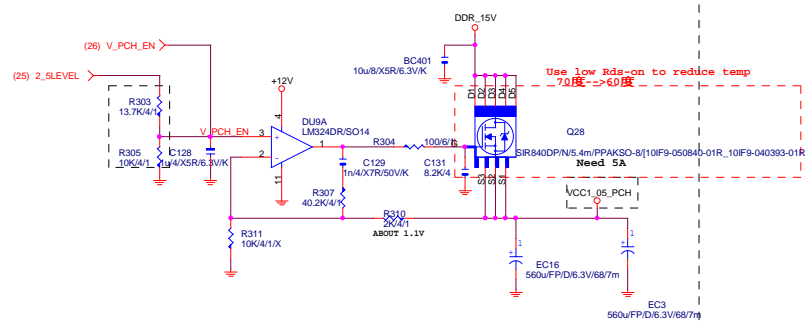 DDR_15V
(26) V_PCH_EN
(25) 2_5LEVEL
+12V
BC401
10u/8/X5R/6.3V/K
Use low Rds-on to reduce temp
70度-->60度
D1
D2
D3
D4
D5
R303
13.7K/4/1
V_PCH_EN
4
DU9A
LM324DR/SO14
3
+
2
-
1
11
R304
100/6/1
G
Q28
SIR840DP/N/5.4m/PPAKSO-8/[10IF9-050840-01R_10IF9-040393-01R
Need 5A
R305
10K/4/1
C128
1u/4/X5R/6.3V/K
C129
1n/4/X7R/50V/K
C131
8.2K/4
S3
S2
S1
VCC1_05_PCH
R307
40.2K/4/1
R310
2K/4/1
ABOUT 1.1V
R311
10K/4/1/X
1
1
EC16
560u/FP/D/6.3V/68/7m
EC3
560u/FP/D/6.3V/68/7m